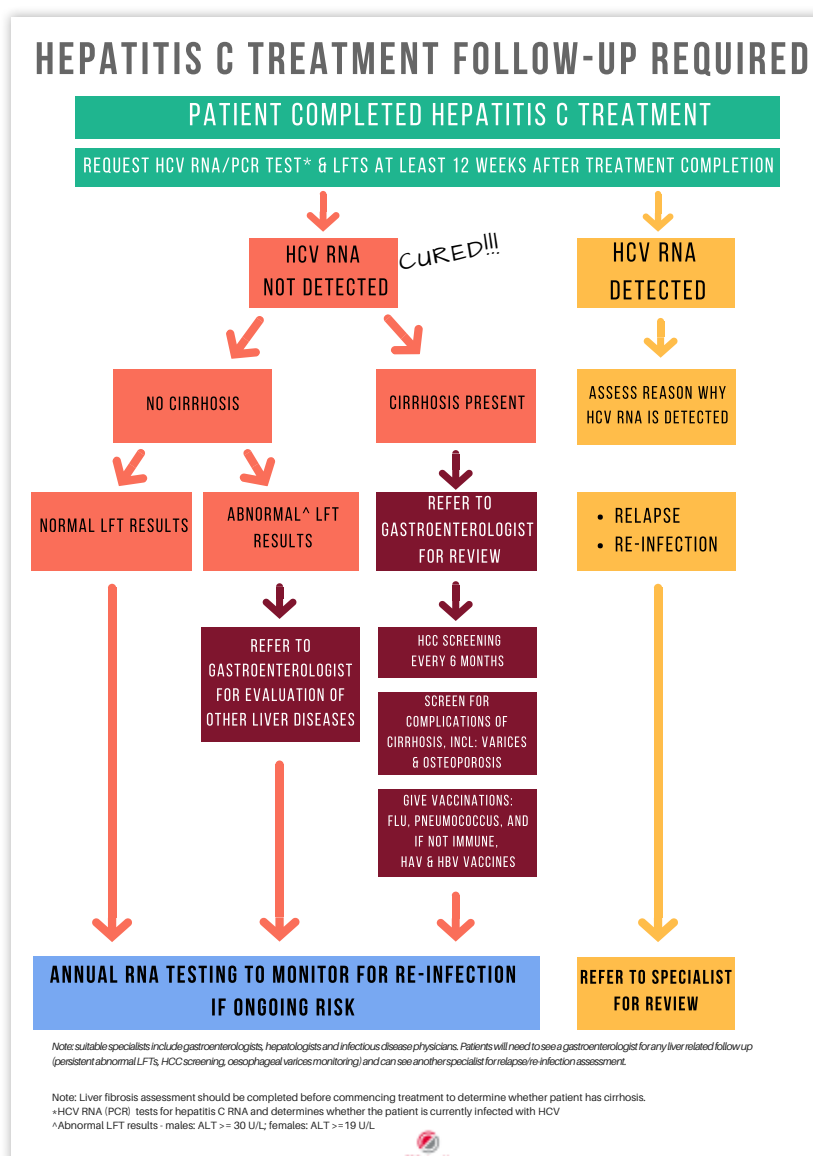 HEPATITIS C TREATMENT FOLLOW-UP REQUIRED
PATIENT COMPLETED HEPATITIS C TREATMENT
REQUEST HCV RNA/PCR TEST* & LFTS AT LEAST 12 WEEKS AFTER TREATMENT COMPLETION
HCV RNA
NOT DETECTED
CURED!!!
HCV RNA
DETECTED
NO CIRRHOSIS
CIRRHOSIS PRESENT
ASSESS REASON WHY
HCV RNA IS DETECTED
NORMAL LFT RESULTS
ABNORMAL^ LFT
RESULTS
REFER TO
GASTROENTEROLOGIST
FOR REVIEW
• RELAPSE
• RE-INFECTION
REFER TO
GASTROENTEROLOGIST
FOR EVALUATION OF
OTHER LIVER DISEASES
HCC SCREENING
EVERY 6 MONTHS
SCREEN FOR
COMPLICATIONS OF
CIRRHOSIS, INCL: VARICES
& OSTEOPOROSIS
GIVE VACCINATIONS:
FLU, PNEUMOCOCCUS, AND
IF NOT IMMUNE,
HAV & HBV VACCINES
ANNUAL RNA TESTING TO MONITOR FOR RE-INFECTION
IF ONGOING RISK
REFER TO SPECIALIST
FOR REVIEW
Note: suitable specialists include gastroenterologists, hepatologists and infectious disease physicians. Patients will need to see a gastroenterologist for any liver related follow up
(persistent abnormal LFTs, HCC screening, oesophageal varices monitoring) and can see another specialist for relapse/re-infection assessment.
Note: Liver fibrosis assessment should be completed before commencing treatment to determine whether patient has cirrhosis.
*HCV RNA (PCR) tests for hepatitis C RNA and determines whether the patient is currently infected with HCV
^Abnormal LFT results - males: ALT >= 30 U/L; females: ALT >=19 U/L